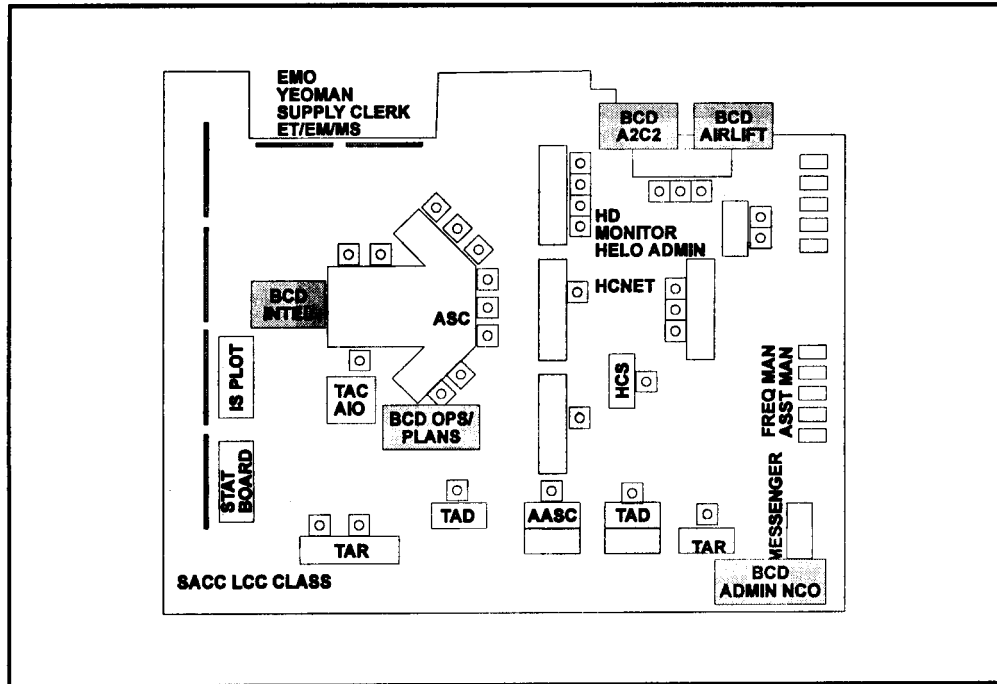 EMO
YEOMAN
SUPPLY CLERK
ET/EM/MS
BCD
A2C2
BCD
AIRLIFT
HD
MONITOR
HELO ADMIN
HCNET
BCD
INTEL
ASC
IS PLOT
TAC
AIO
HCS
BCD OPS/
PLANS
FREQ MAN
ASST MAN
STAT
BOARD
TAD
AASC
TAD
TAR
TAR
MESSENGER
SACC LCC CLASS
BCD
ADMIN NCO